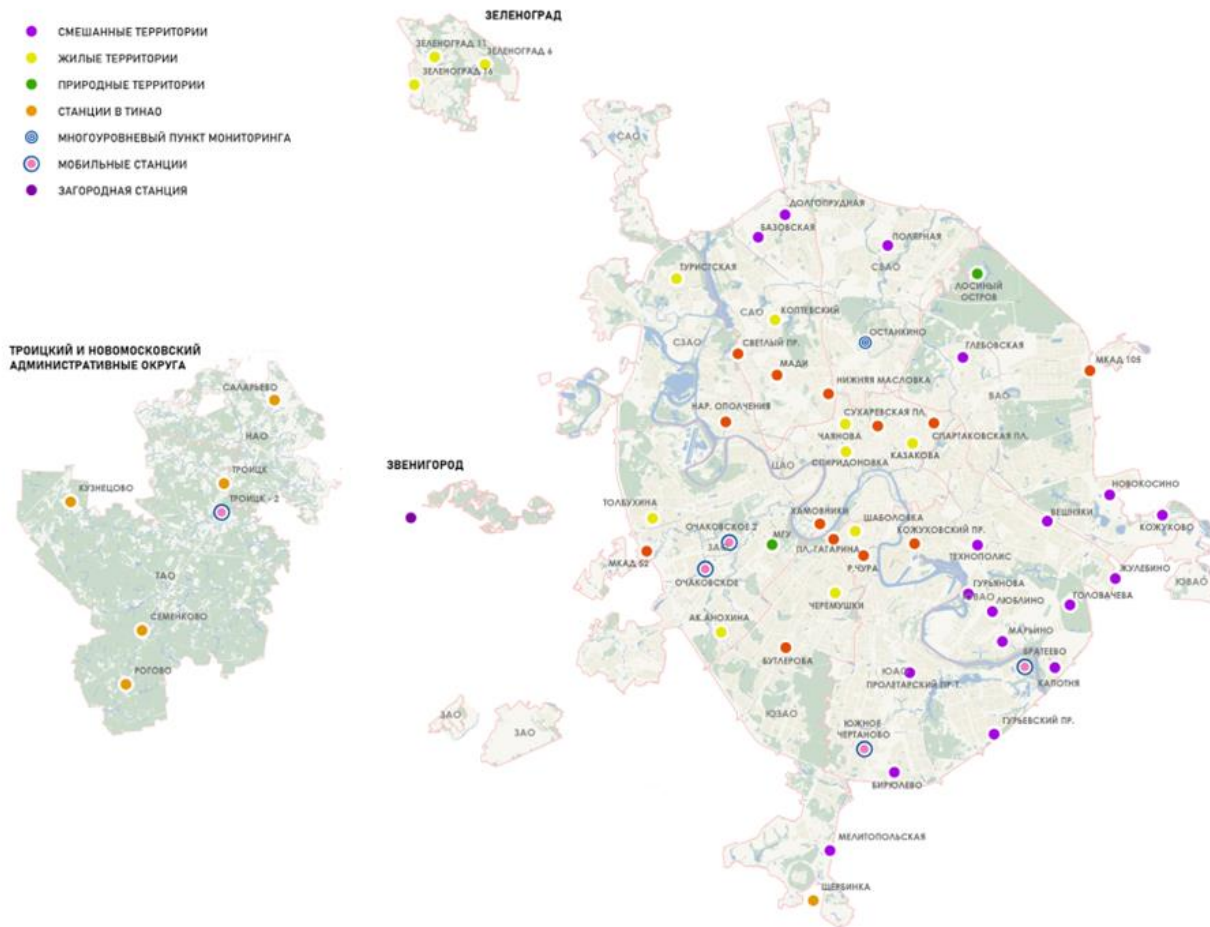 СМЕШАННЫЕ ТЕРРИТОРИИ
ЖИЛЫЕ ТЕРРИТОРИИ
ПРИРОДНЫЕ ТЕРРИТОРИИ
СТАНЦИИ В ТИНАО
МНОГОУРОВНЕВЫЙ ПУНКТ МОНИТОРИНГА
МОБИЛЬНЫЕ СТАНЦИИ
ЗАГОРОДНАЯ СТАНЦИЯ
ЗЕЛЕНОГРАД
ЗЕЛЕНОГРАД 11
ЗЕЛЕНОГРАД 6
ЗЕЛЕНОГРАД 16
САО
ДОЛГОПРУДНАЯ
БАЗОВСКАЯ
ПОЛЯРНАЯ
СВАО
ТУРИСТСКАЯ
ЛОСИНЫЙ
ОСТРОВ
САО
КОПТЕВСКИЙ
ОСТАНКИНО
СЗАО
СВЕТЛЫЙ ПР.
ГЛЕБОВСКАЯ
МАДИ
МКАД 105
НИЖНЯЯ МАСЛОВКА
ВАО
НАР. ОПОЛЧЕНИЯ
СУХАРЕВСКАЯ ПЛ.
ЧАЯНОВА
СПАРТАКОВСКАЯ ПЛ.
КАЗАКОВА
ЦАО
СПИРИДОНОВКА
ТРОИЦКИЙ И НОВОМОСКОВСКИЙ
АДМИНИСТРАТИВНЫЕ ОКРУГА
САЛАРЬЕВО
НАО
ТРОИЦК
КУЗНЕЦОВО
ТРОИЦК - 2
ТАО
СЕМЕНКОВО
РОГОВО
ЗВЕНИГОРОД
НОВОКОСИНО
ВЕШНЯКИ
КОЖУХОВО
ТОЛБУХИНА
ХАМОВНИКИ
ШАБОЛОВКА
ОЧАКОВСКОЕ 2
КОЖУХОВСКИЙ ПР.
МГУ
ЗАО
ПЛ. ГАГАРИНА
ТЕХНОПОЛИС
МКАД 52
Р.ЧУРА
ОЧАКОВСКОЕ
ЖУЛЕБИНО
ЮВАО
ГУРЬЯНОВА
ЮВАО
ЛЮБЛИНО
ГОЛОВАЧЕВА
ЧЕРЕМУШКИ
АК.АНОХИНА
МАРЬИНО
БРАТЕЕВО
БУТЛЕРОВА
ЮАО
ПРОЛЕТАРСКИЙ ПР-Т.
КАПОТНЯ
ЗАО
ЗАО
ЮЗАО
ЮЖНОЕ
ЧЕРТАНОВО
ГУРЬЕВСКИЙ ПР.
БИРЮЛЕВО
МЕЛИТОПОЛЬСКАЯ
ЩЕРБИНКА